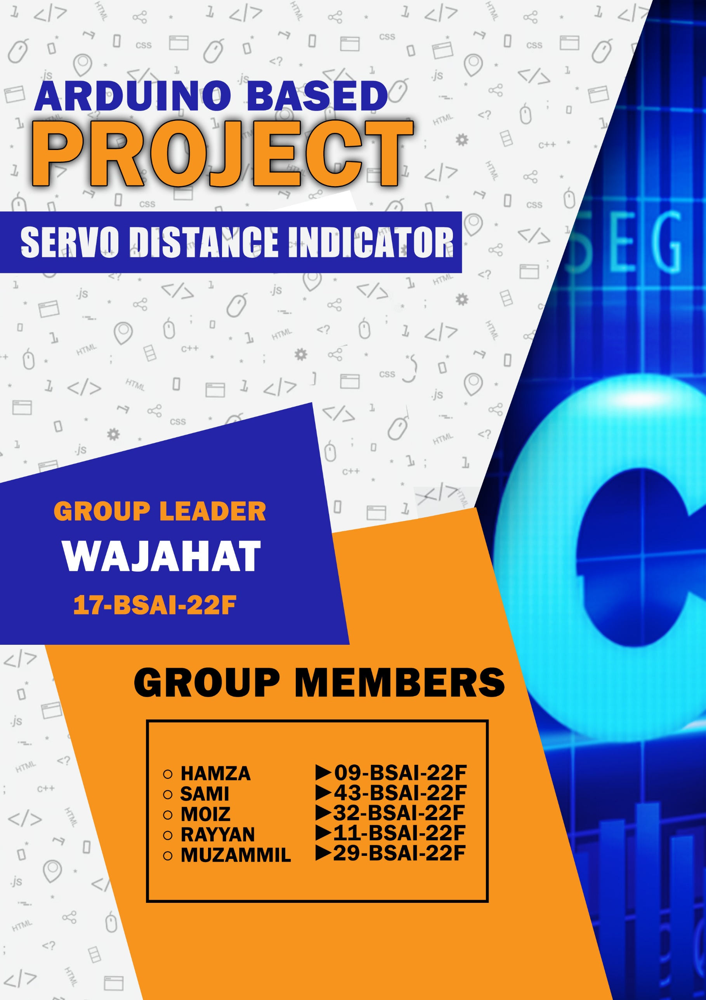 ARDUINO BASED
PROJECT
SERVO DISTANCE INDICATOR
SEG
GROUP LEADER
WAJAHAT
17-BSAI-22F
GROUP MEMBERS
HAMZA ►09-BSAI-22F
SAMI ►43-BSAI-22F
MOIZ ►32-BSAI-22F
RAYYAN ►11-BSAI-22F
MUZAMMIL ►29-BSAI-22F